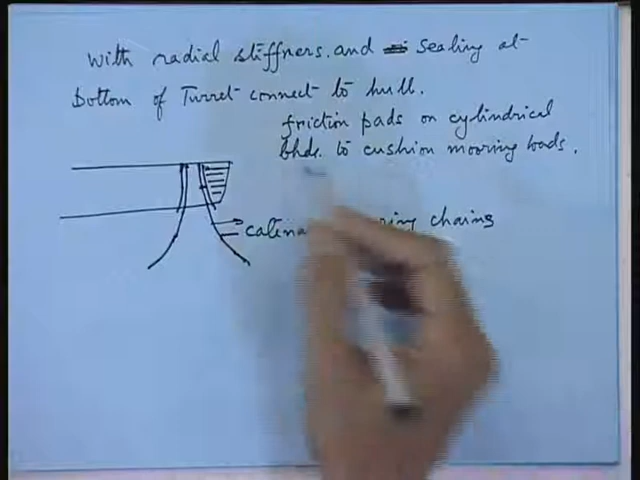 with radial stiffners. and sealing at
bottom of Turret connect to hull.
friction pads on cylindrical
bhds. to cushion mooring loads.
chains